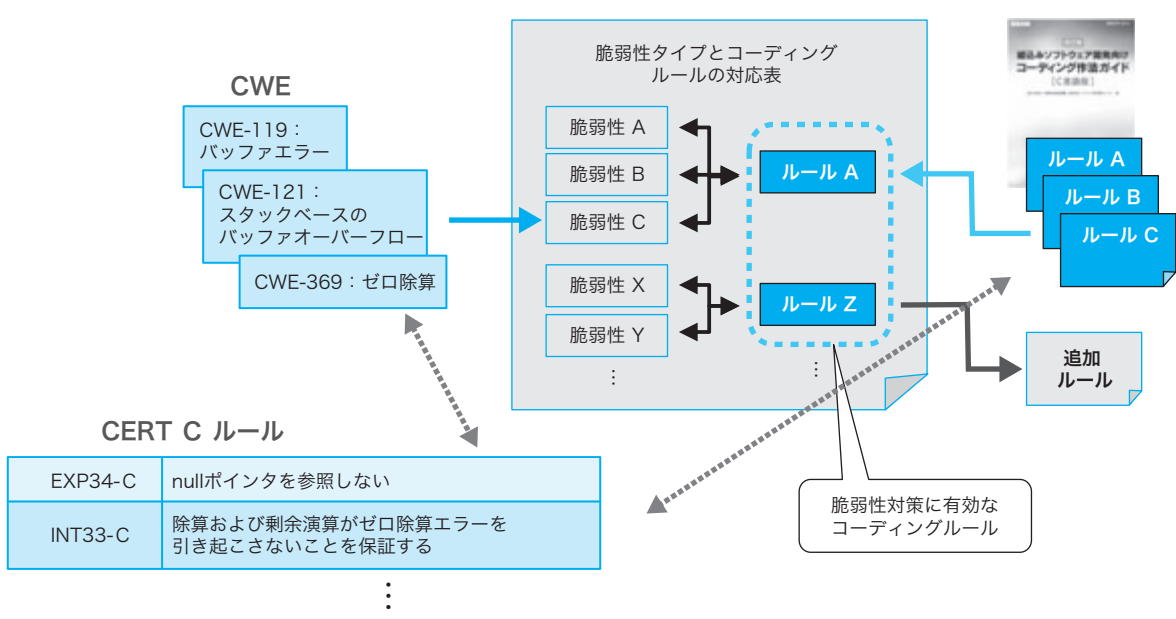 CWE
CWE-119：
バッファエラー
CWE-121：
スタックベースの
バッファオーバーフロー
CWE-369：ゼロ除算
脆弱性タイプとコーディング
ルールの対応表
脆弱性 A
脆弱性 B
脆弱性 C
脆弱性 X
脆弱性 Y
⋮
ルール A
ルール Z
⋮
組込みソフトウェア開発向け
コーディング作法ガイド
[C言語版]
ルール A
ルール B
ルール C
追加
ルール
脆弱性対策に有効な
コーディングルール
CERT C ルール
EXP34-C nullポインタを参照しない
INT33-C 除算および剰余演算がゼロ除算エラーを
引き起こさないことを保証する
⋮